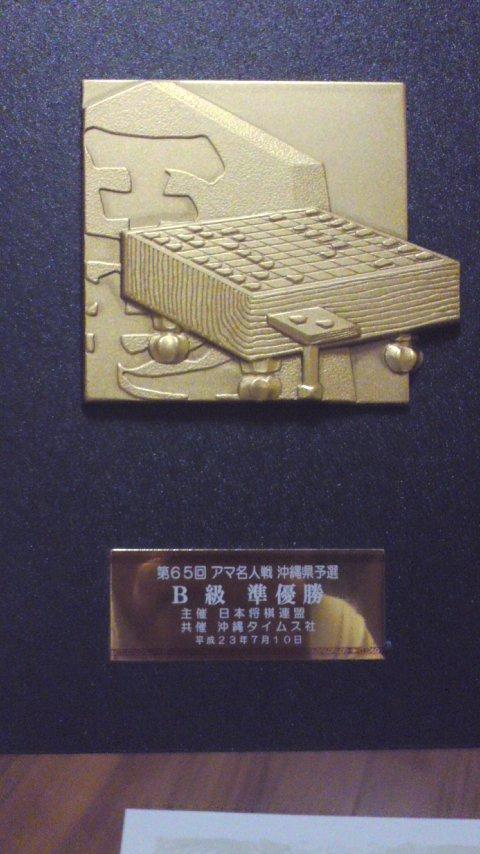 第65回 アマ名人戦 沖縄県予選
B 級 準優勝
主催 日本将棋連盟
共催 沖縄タイムス社
平成23年7月10日